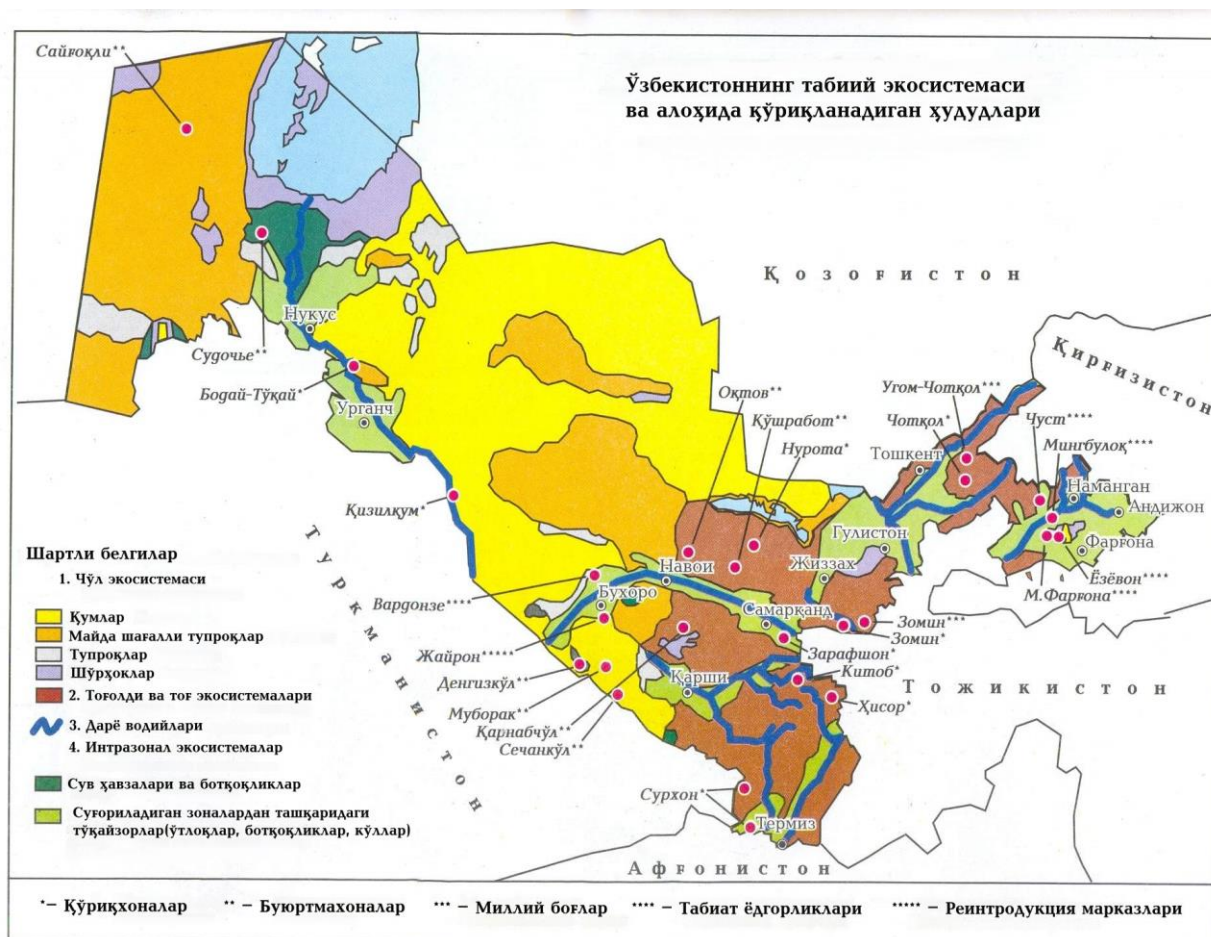 Ўзбекистоннинг табиий экосистемаси
ва алоҳида қўриқланадиган ҳудудлари
Сайғоқли**
Қозоғистон
Қирғизистон
Нукус
Судочье**
Бодай-Тўқай*
Урганч
Оқтов**
Қўшработ**
Нурота*
Угом-Чотқол***
Чотқол*
Чуст****
Мингбулоқ****
Тошкент
Наманган
Андижон
Қизилқум*
Гулистон
Фарғона
Туркманистон
Навои
Жиззах
Ёзёвон****
М.Фарғона****
Вардонзе****
Бухоро
Самарқанд
Зомин***
Зомин*
Жайрон*****
Зарафшон*
Китоб*
Денгизкўл**
Қарши
Тожикистон
Муборак**
Ҳисор*
Қарнабчўл**
Сечанкўл**
Сурхон*
Термиз
Афғонистон
Шартли белгилар
1. Чўл экосистемаси
Қумлар
Майда шағалли тупроқлар
Тупроқлар
Шўрҳоклар
2. Тоғолди ва тоғ экосистемалари
3. Дарё водийлари
4. Интразонал экосистемалар
Сув ҳавзалари ва ботқоқликлар
Суғориладиган зоналардан ташқаридаги
тўқайзорлар(ўтлоқлар, ботқоқликлар, кўллар)
*– Қўриқхоналар ** – Буюртмахоналар *** – Миллий боғлар **** – Табиат ёдгорликлари ***** – Реинтродукция марказлари